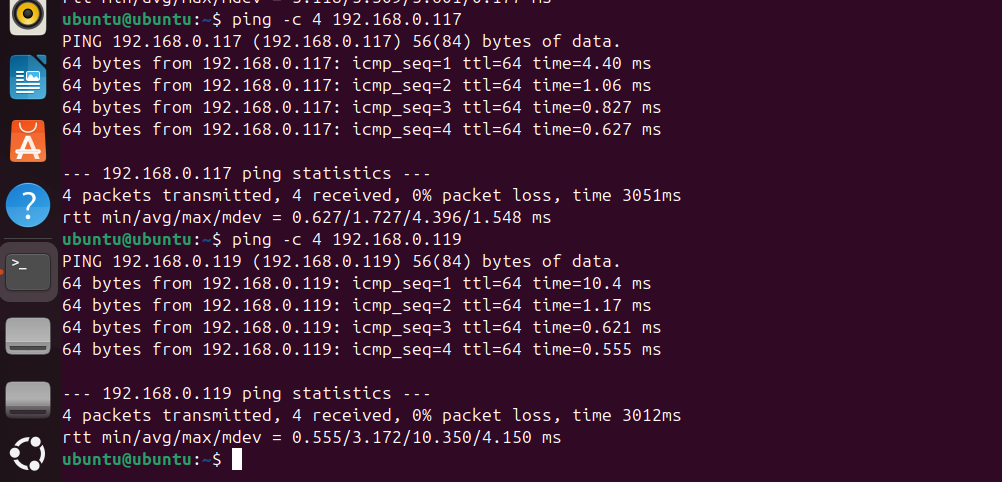 rtt min/avg/max/mdev = 3.118/3.369/3.601/0.177 ms
ubuntu@ubuntu:~$ ping -c 4 192.168.0.117
PING 192.168.0.117 (192.168.0.117) 56(84) bytes of data.
64 bytes from 192.168.0.117: icmp_seq=1 ttl=64 time=4.40 ms
64 bytes from 192.168.0.117: icmp_seq=2 ttl=64 time=1.06 ms
64 bytes from 192.168.0.117: icmp_seq=3 ttl=64 time=0.827 ms
64 bytes from 192.168.0.117: icmp_seq=4 ttl=64 time=0.627 ms
--- 192.168.0.117 ping statistics ---
4 packets transmitted, 4 received, 0% packet loss, time 3051ms
rtt min/avg/max/mdev = 0.627/1.727/4.396/1.548 ms
ubuntu@ubuntu:~$ ping -c 4 192.168.0.119
PING 192.168.0.119 (192.168.0.119) 56(84) bytes of data.
64 bytes from 192.168.0.119: icmp_seq=1 ttl=64 time=10.4 ms
64 bytes from 192.168.0.119: icmp_seq=2 ttl=64 time=1.17 ms
64 bytes from 192.168.0.119: icmp_seq=3 ttl=64 time=0.621 ms
64 bytes from 192.168.0.119: icmp_seq=4 ttl=64 time=0.555 ms
--- 192.168.0.119 ping statistics ---
4 packets transmitted, 4 received, 0% packet loss, time 3012ms
rtt min/avg/max/mdev = 0.555/3.172/10.350/4.150 ms
ubuntu@ubuntu:~$